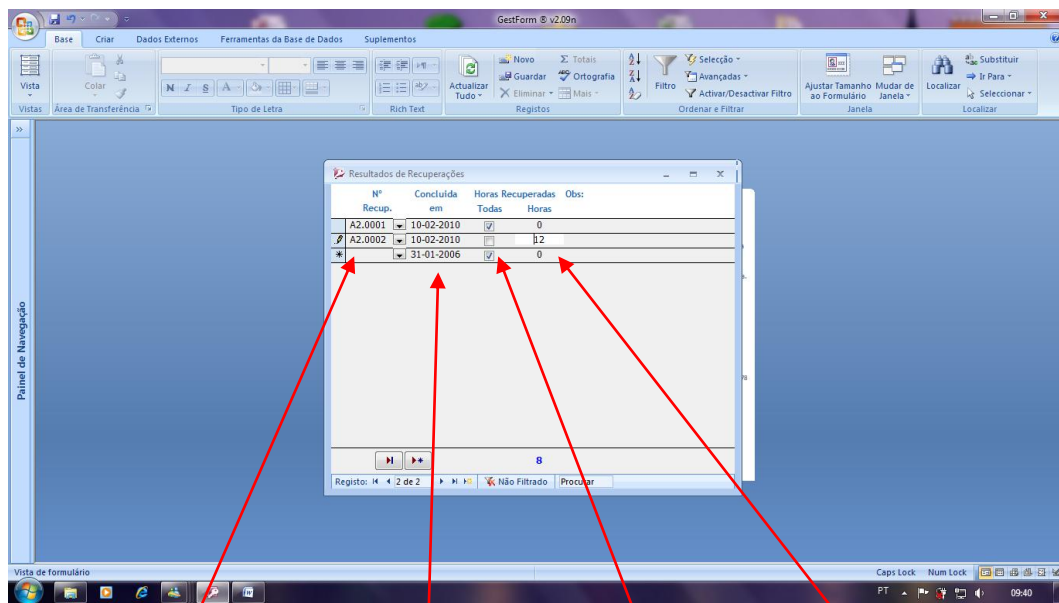 GestForm ® v2.09n
Base Criar Dados Externos Ferramentas da Base de Dados Suplementos
Vista
Vistas
Colar
Área de Transferência
N I S A
Tipo de Letra
Rich Text
Actualizar Tudo
Novo
Guardar
Eliminar
Σ Totais
Ortografia
Mais
Registos
Filtro
Selecção
Avançadas
Activar/Desactivar Filtro
Ordenar e Filtrar
Ajustar Tamanho ao Formulário
Mudar de Janela
Janela
Localizar
Substituir
Ir Para
Seleccionar
Localizar
Painel de Navegação
Resultados de Recuperações
Nº Recup.
Concluida em
Horas Recuperadas
Todas Horas
Obs:
A2.0001 10-02-2010 0
A2.0002 10-02-2010 12
31-01-2006 0
8
Registo: 2 de 2 Não Filtrado Procurar
Vista de formulário
Caps Lock Num Lock
PT 09:40